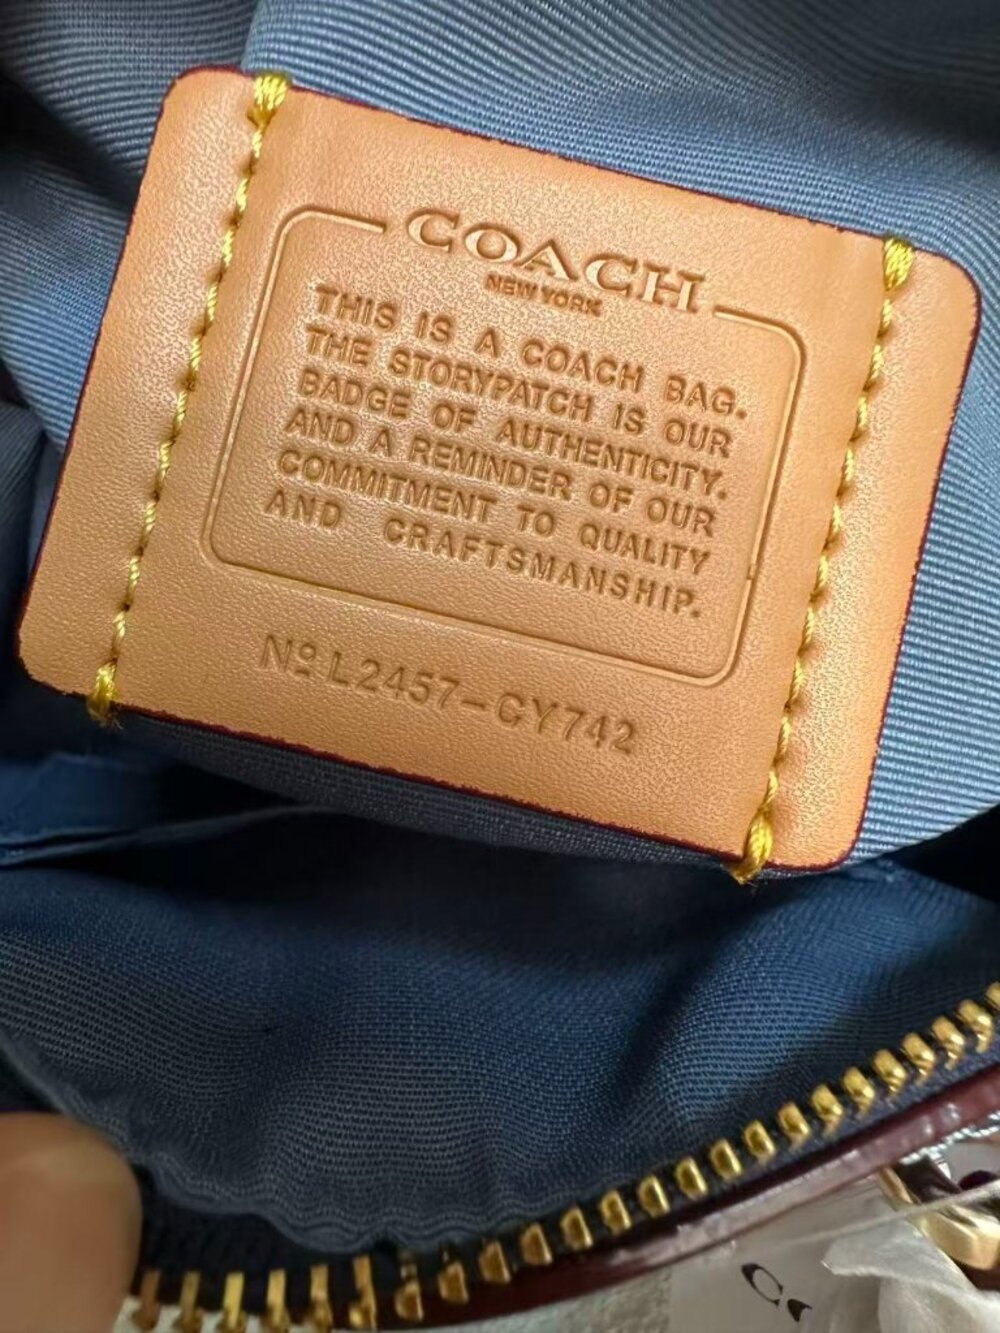 COACH
NEW YORK
THIS IS A COACH BAG.
THE STORYPATCH IS OUR
BADGE OF AUTHENTICITY.
AND A REMINDER OF OUR
COMMITMENT TO QUALITY
AND CRAFTSMANSHIP.
Nº L2457-CY742